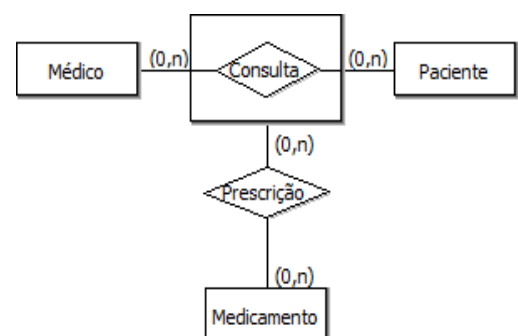 Médico (0,n) Consulta (0,n) Paciente
(0,n)
Prescrição
(0,n)
Medicamento